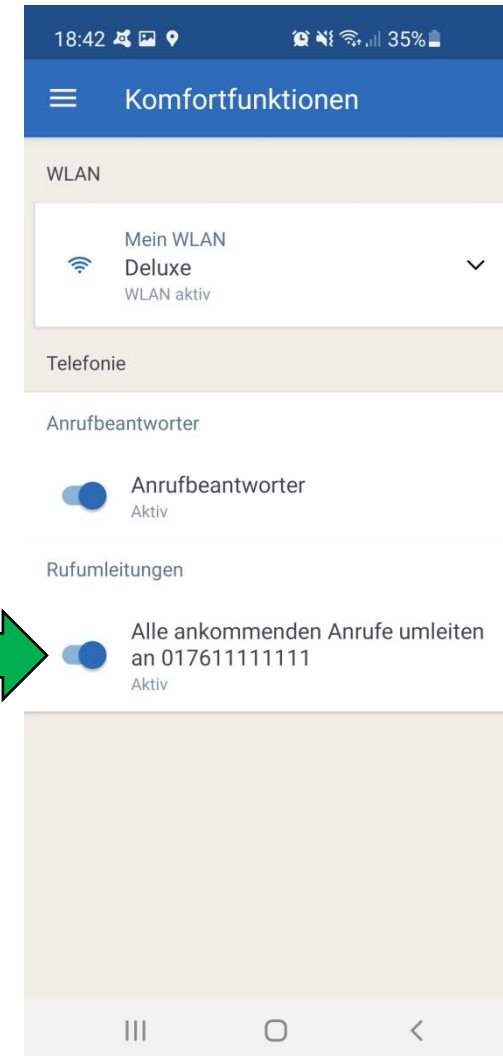 18:42 35%
Komfortfunktionen
WLAN
Mein WLAN
Deluxe
WLAN aktiv
Telefonie
Anrufbeantworter
Anrufbeantworter
Aktiv
Rufumleitungen
Alle ankommenden Anrufe umleiten
an 017611111111
Aktiv